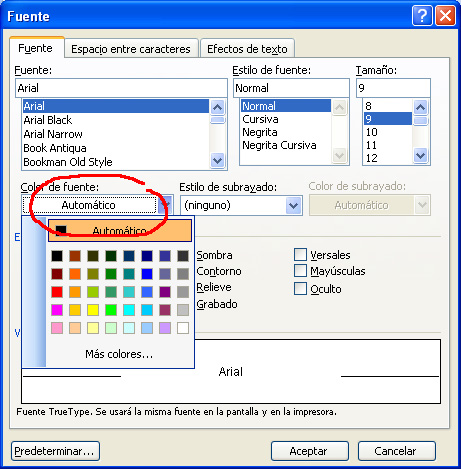 Fuente
Fuente
Espacio entre caracteres
Efectos de texto
Fuente:
Estilo de fuente:
Tamaño:
Arial
Normal
9
Arial
Arial Black
Arial Narrow
Book Antiqua
Bookman Old Style
Normal
Cursiva
Negrita
Negrita Cursiva
8
9
10
11
12
Color de fuente:
Estilo de subrayado:
Color de subrayado:
Automático
(ninguno)
Automático
Automático
E
Sombra
Versales
Contorno
Mayúsculas
Relieve
Oculto
Grabado
V
Más colores...
Arial
Fuente TrueType. Se usará la misma fuente en la pantalla y en la impresora.
Predeterminar...
Aceptar
Cancelar